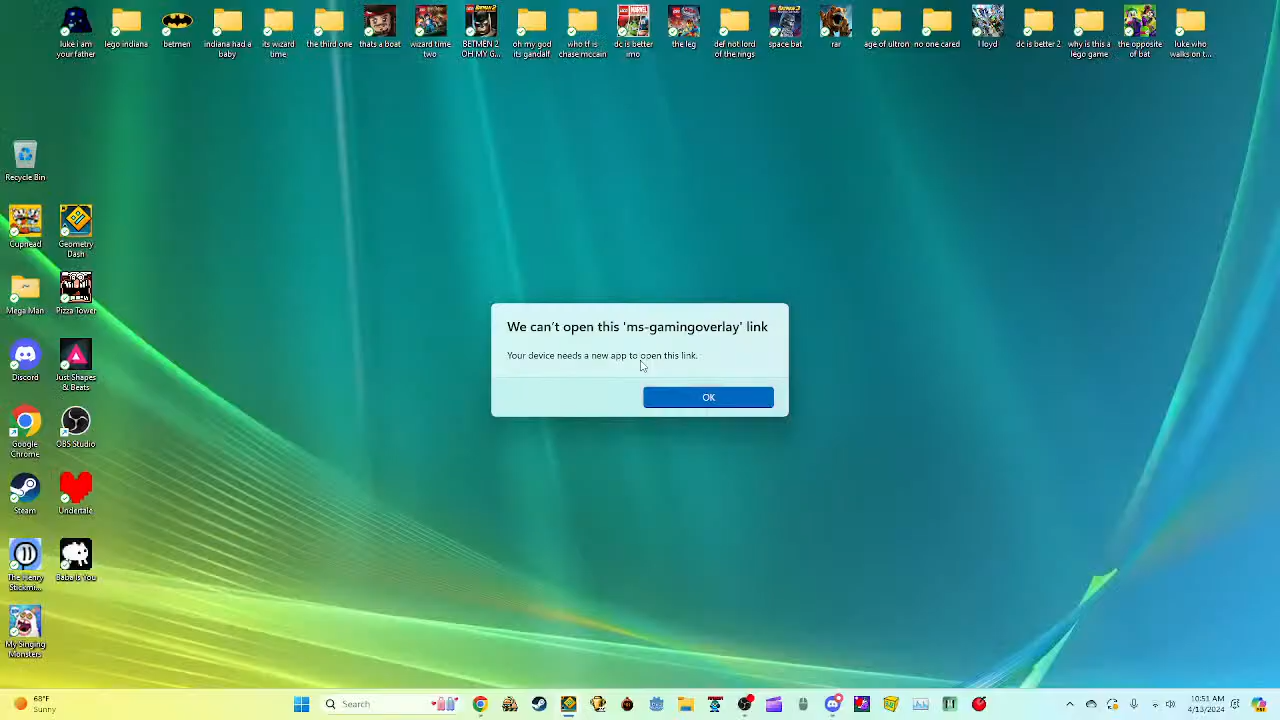 luke i am
your father
lego indiana
betmen
indiana had a
baby
its wizard
time
the third one
thats a boat
wizard time
two
BETMEN 2
OH MY G...
oh my god
its gandalf
who tf is
chase mccain
dc is better
imo
the leg
def not lord
of the rings
space bat
rar
age of ultron
no one cared
l loyd
dc is better 2
why is this a
lego game
the opposite
of bat
luke who
walks on t...
Recycle Bin
Cuphead
Geometry
Dash
Mega Man
Pizza Tower
Discord
Just Shapes
& Beats
Google
Chrome
OBS Studio
Steam
Undertale
The Henry
Stickmi...
Baba Is You
My Singing
Monsters
We can't open this 'ms-gamingoverlay' link
Your device needs a new app to open this link.
OK
68°F
Sunny
Search
10:51 AM
4/13/2024